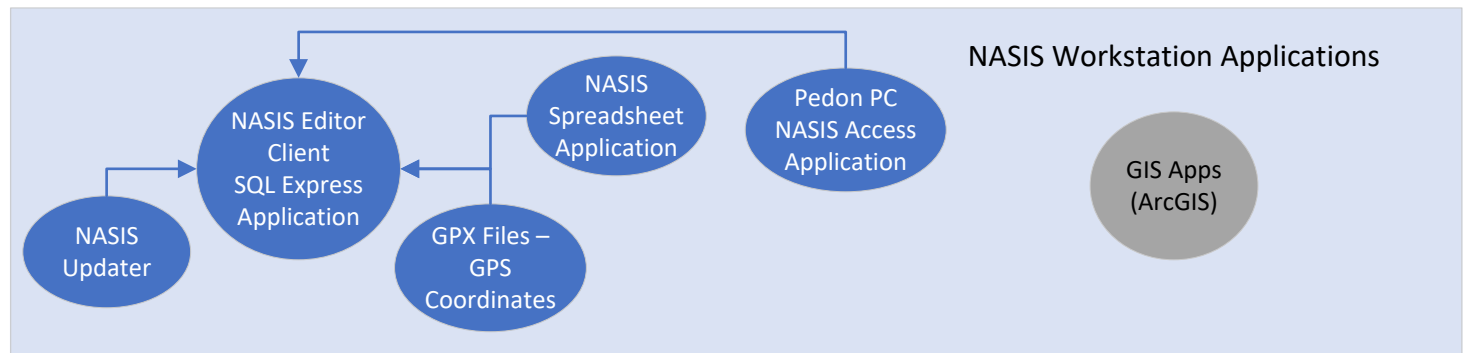 NASIS Workstation Applications
NASIS Editor
Client
SQL Express
Application
NASIS
Spreadsheet
Application
Pedon PC
NASIS Access
Application
GIS Apps
(ArcGIS)
NASIS
Updater
GPX Files –
GPS
Coordinates